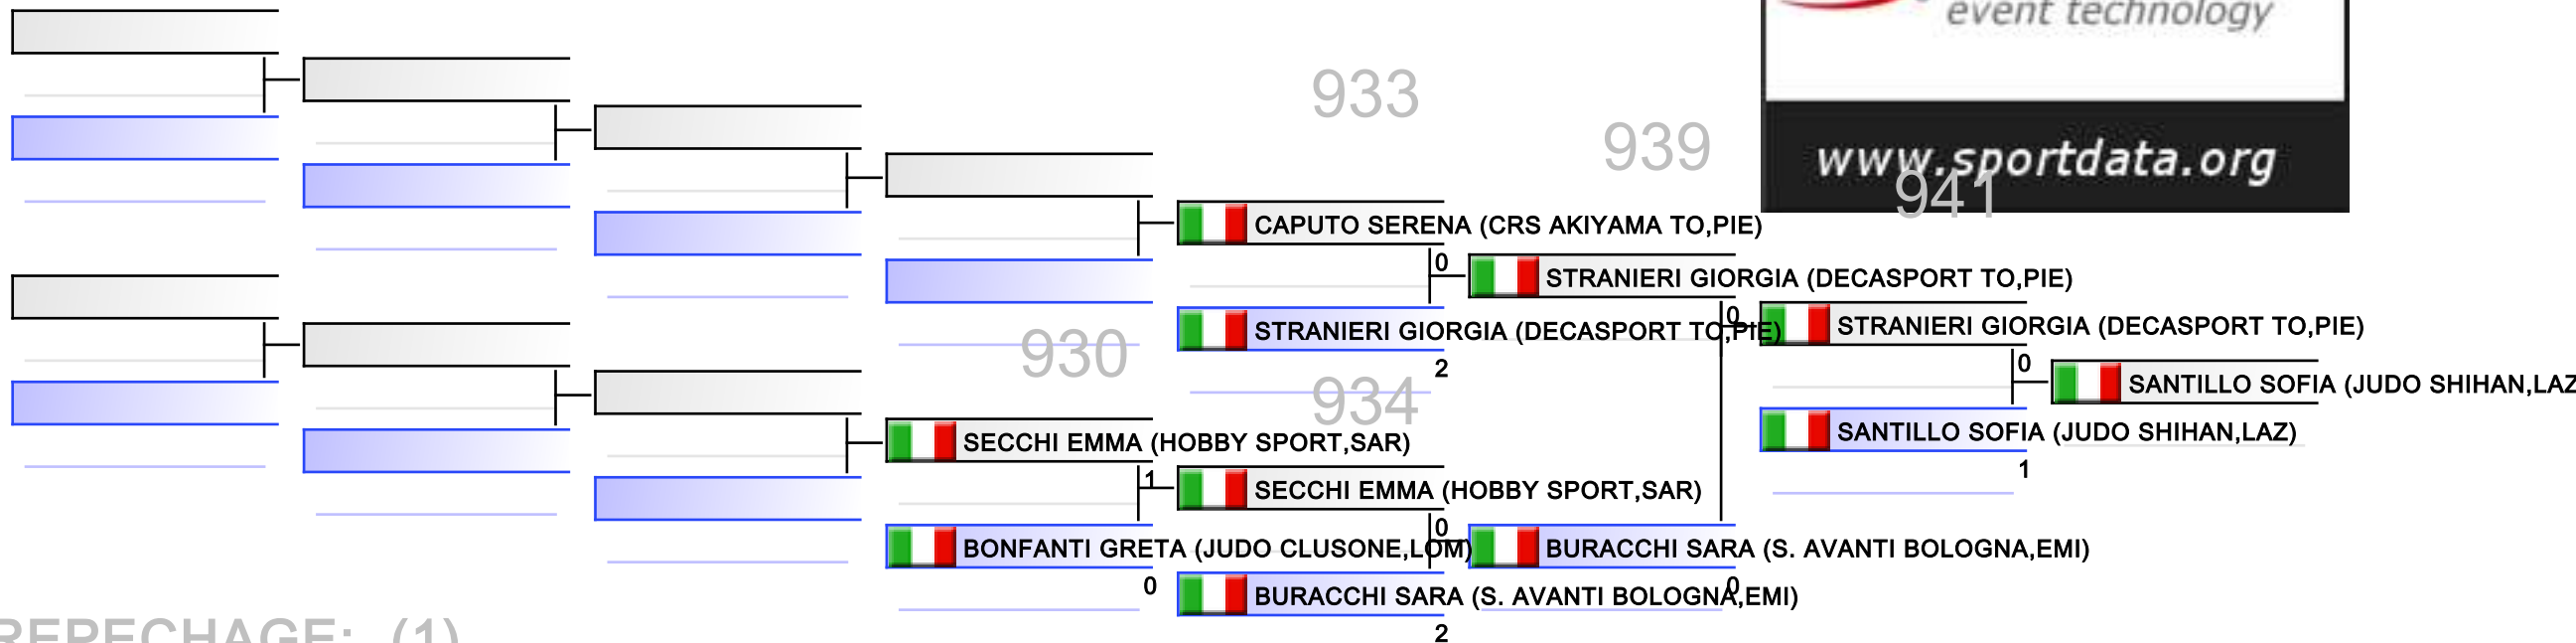 event technology
933
939
www.sportdata.org
941
CAPUTO SERENA (CRS AKIYAMA TO,PIE)
0
STRANIERI GIORGIA (DECASPORT TO,PIE)
0
STRANIERI GIORGIA (DECASPORT TO,PIE)
STRANIERI GIORGIA (DECASPORT TO,PIE)
930
2
0
SANTILLO SOFIA (JUDO SHIHAN,LAZ
934
SANTILLO SOFIA (JUDO SHIHAN,LAZ)
SECCHI EMMA (HOBBY SPORT,SAR)
1
1
SECCHI EMMA (HOBBY SPORT,SAR)
0
BONFANTI GRETA (JUDO CLUSONE,LOM)
BURACCHI SARA (S. AVANTI BOLOGNA,EMI)
0
0
BURACCHI SARA (S. AVANTI BOLOGNA,EMI)
2
REPECHAGE: (1)